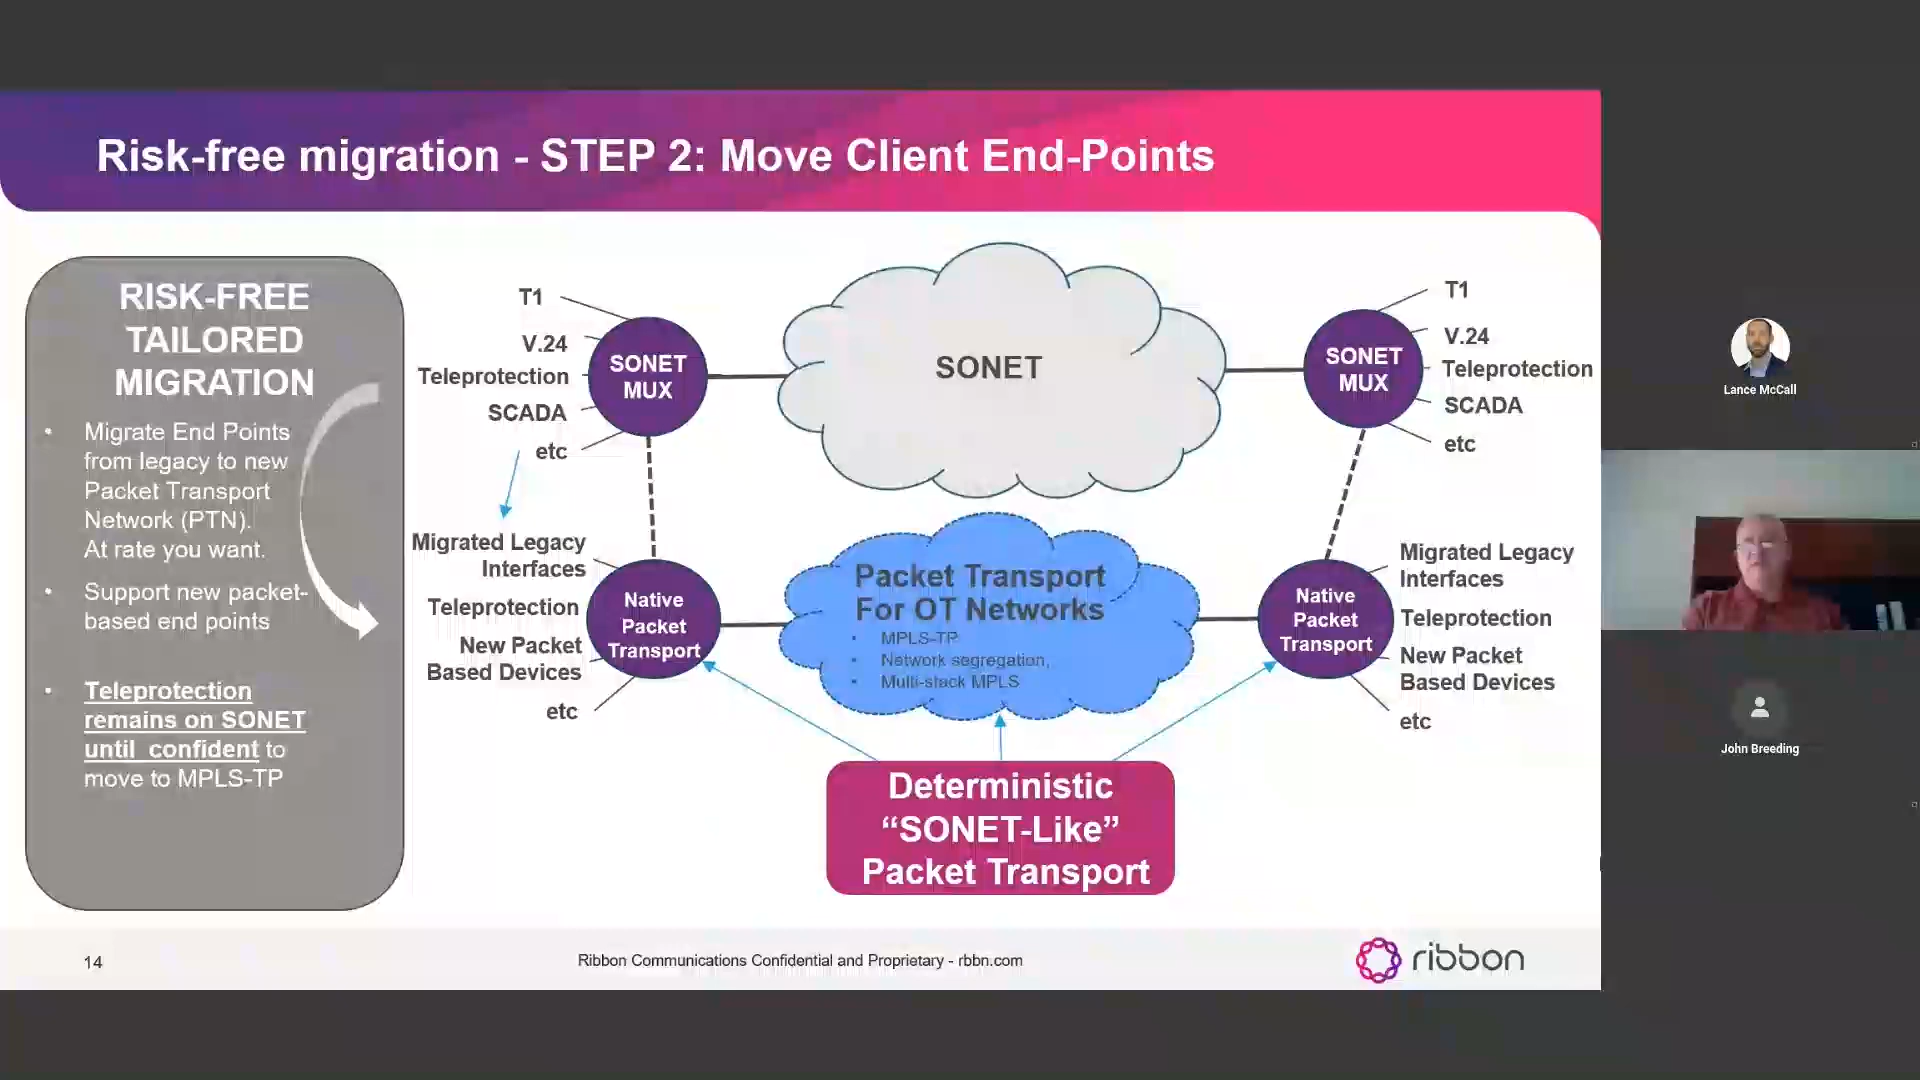 Risk-free migration - STEP 2: Move Client End-Points
RISK-FREE
TAILORED
MIGRATION
• Migrate End Points
from legacy to new
Packet Transport
Network (PTN).
At rate you want.
• Support new packet-
based end points
• Teleprotection
remains on SONET
until confident to
move to MPLS-TP
T1
V.24
Teleprotection
SCADA
etc
SONET
MUX
SONET
SONET
MUX
T1
V.24
Teleprotection
SCADA
etc
Migrated Legacy
Interfaces
Teleprotection
New Packet
Based Devices
etc
Native
Packet
Transport
Packet Transport
For OT Networks
• MPLS-TP
• Network segregation,
• Multi-stack MPLS
Native
Packet
Transport
Migrated Legacy
Interfaces
Teleprotection
New Packet
Based Devices
etc
Deterministic
“SONET-Like”
Packet Transport
14
Ribbon Communications Confidential and Proprietary - rbbn.com
ribbon
Lance McCall
John Breeding